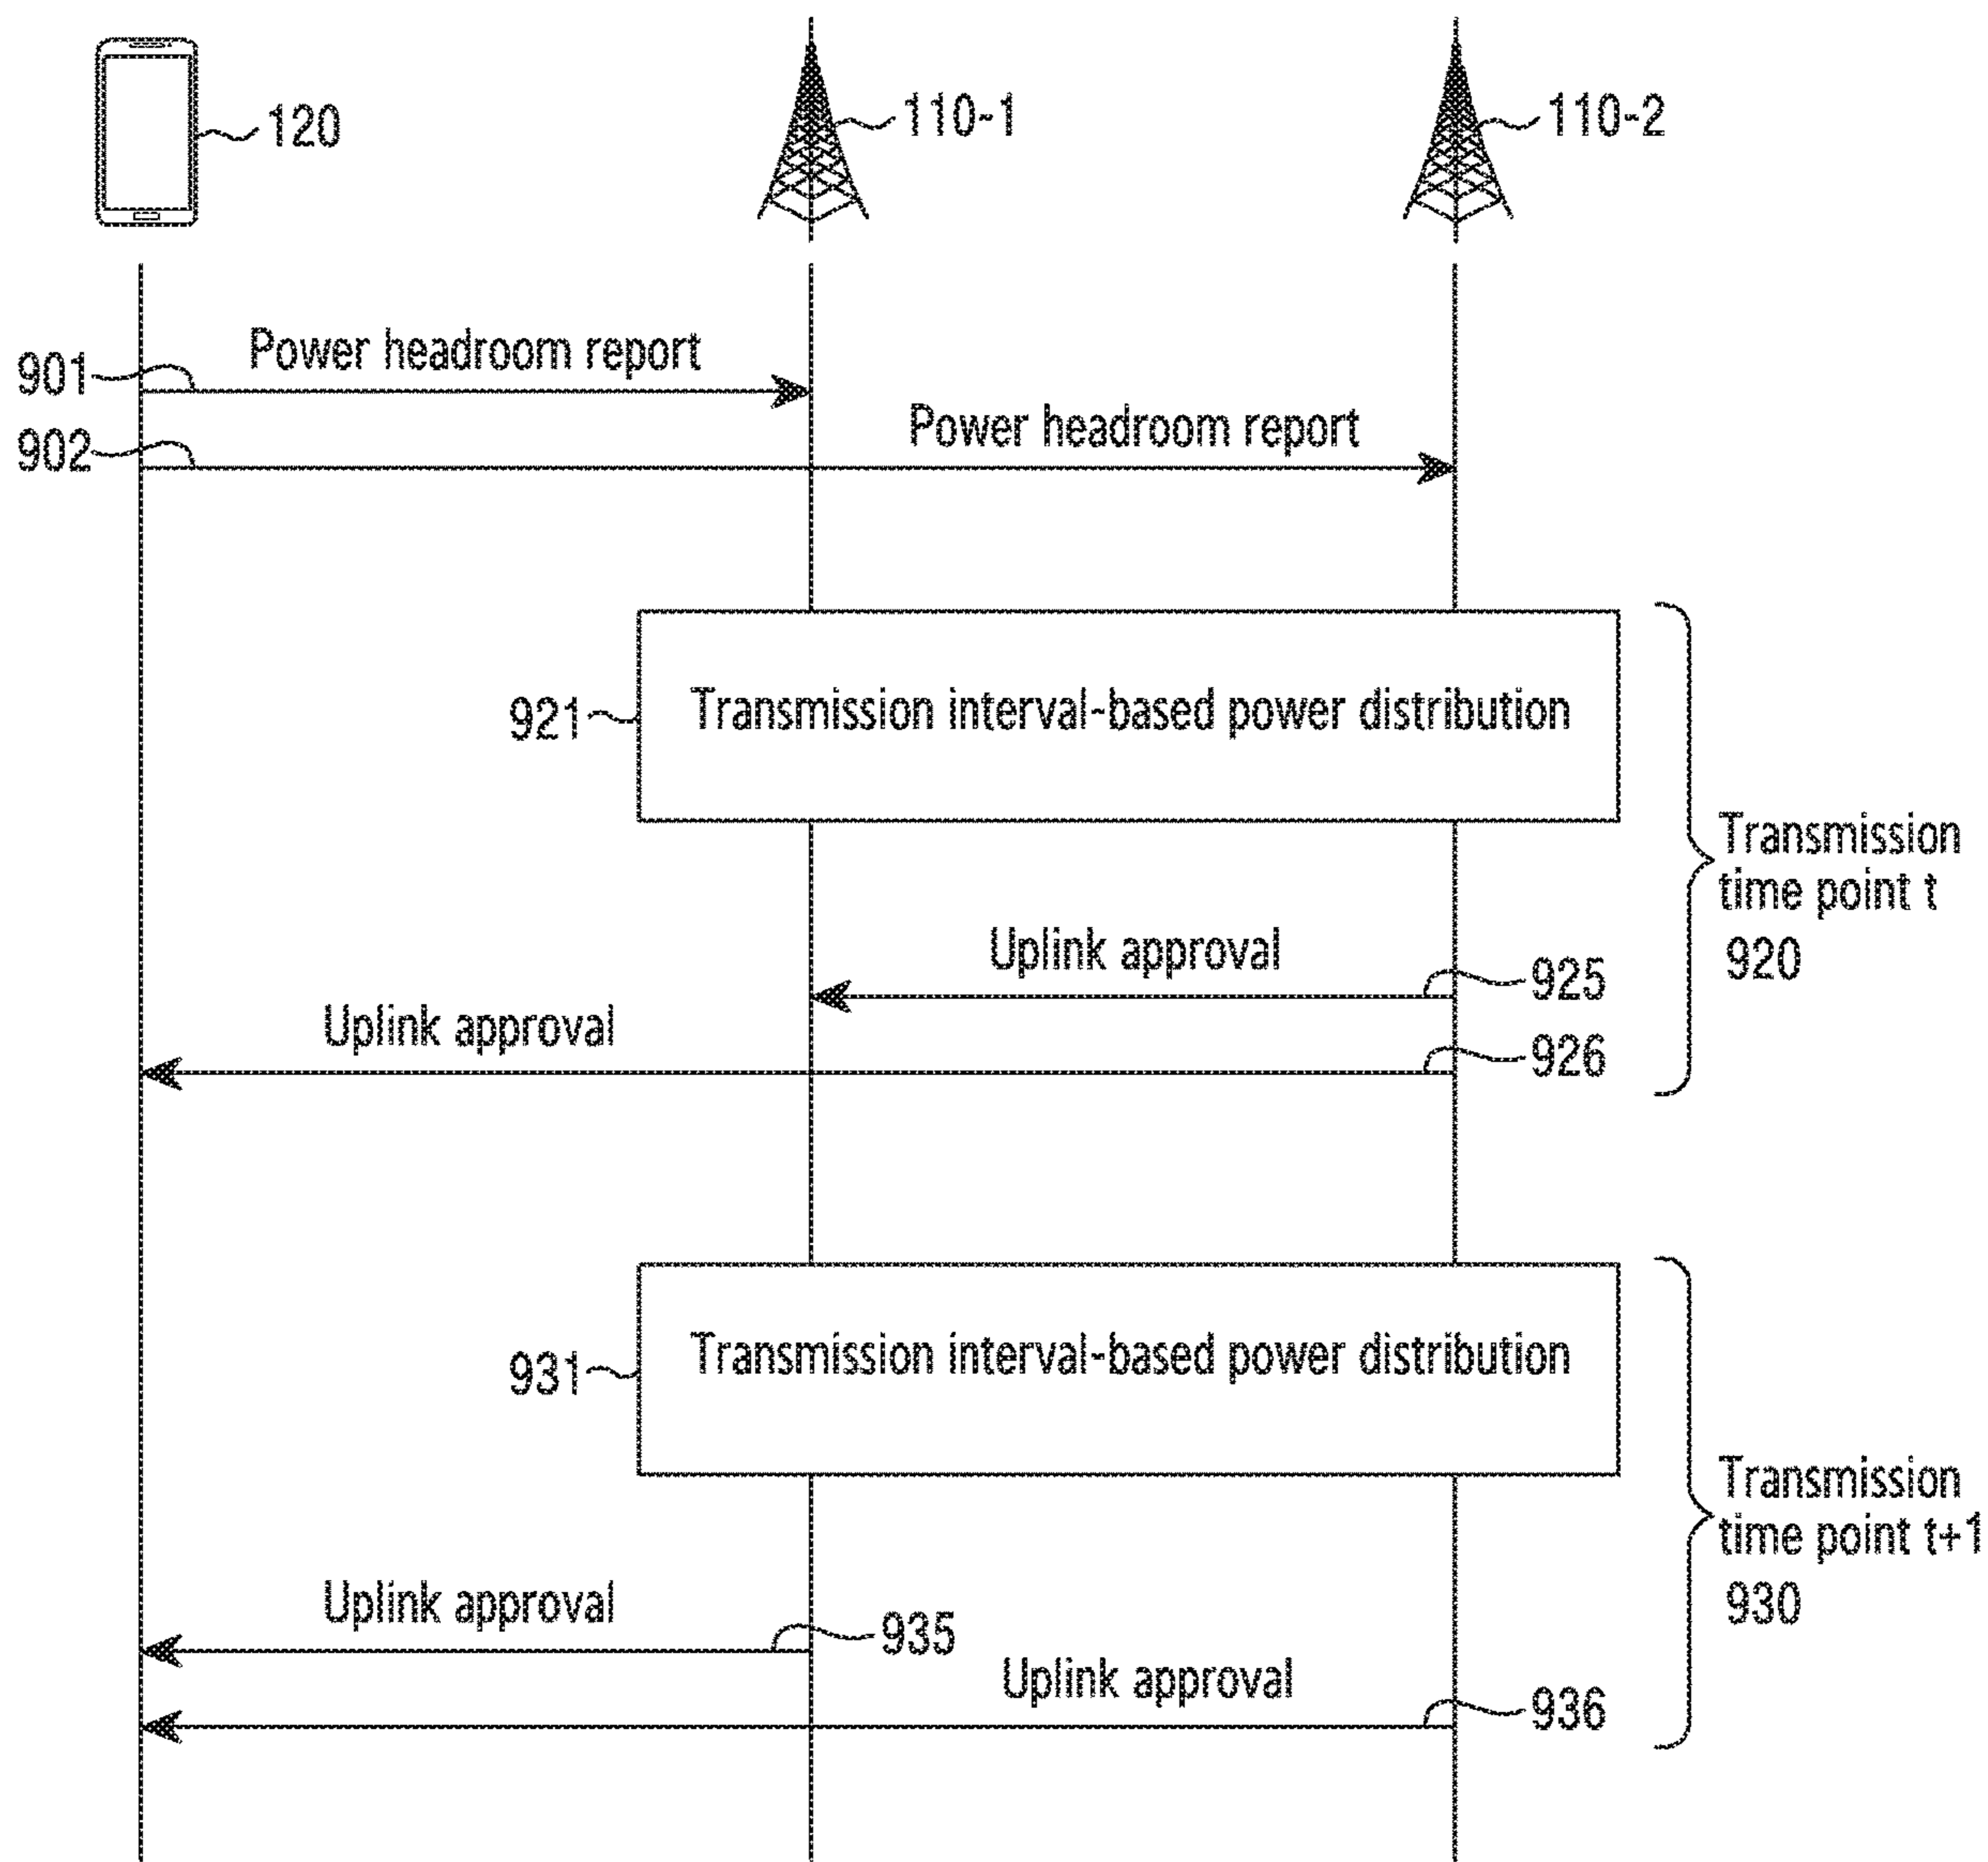 120
110-1
110-2
Power headroom report
901
Power headroom report
902
921
Transmission interval-based power distribution
Transmission
time point t
920
Uplink approval
925
Uplink approval
926
931
Transmission interval-based power distribution
Transmission
time point t+1
930
Uplink approval
935
Uplink approval
936